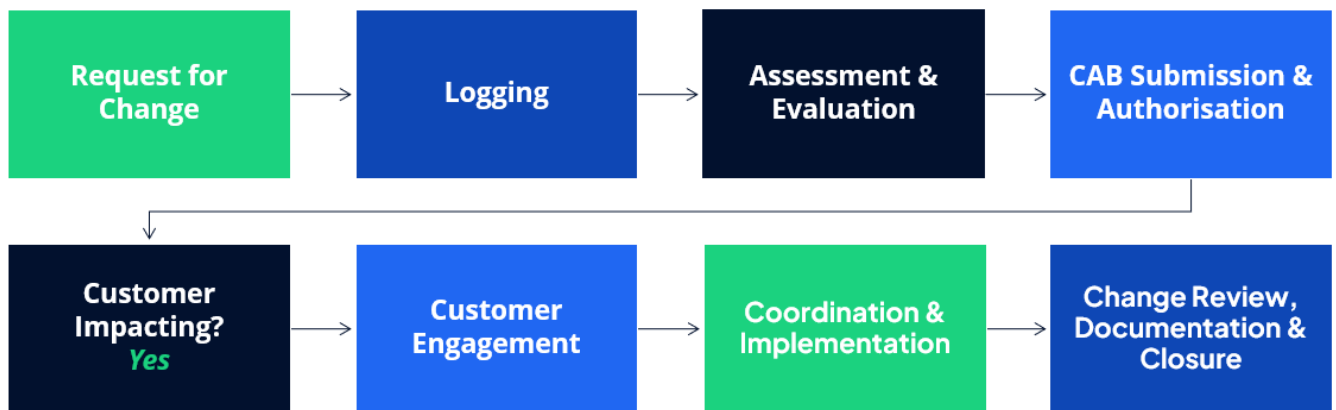 Request for
Change
Logging
Assessment &
Evaluation
CAB Submission &
Authorisation
Customer
Impacting?
Yes
Customer
Engagement
Coordination &
Implementation
Change Review,
Documentation &
Closure